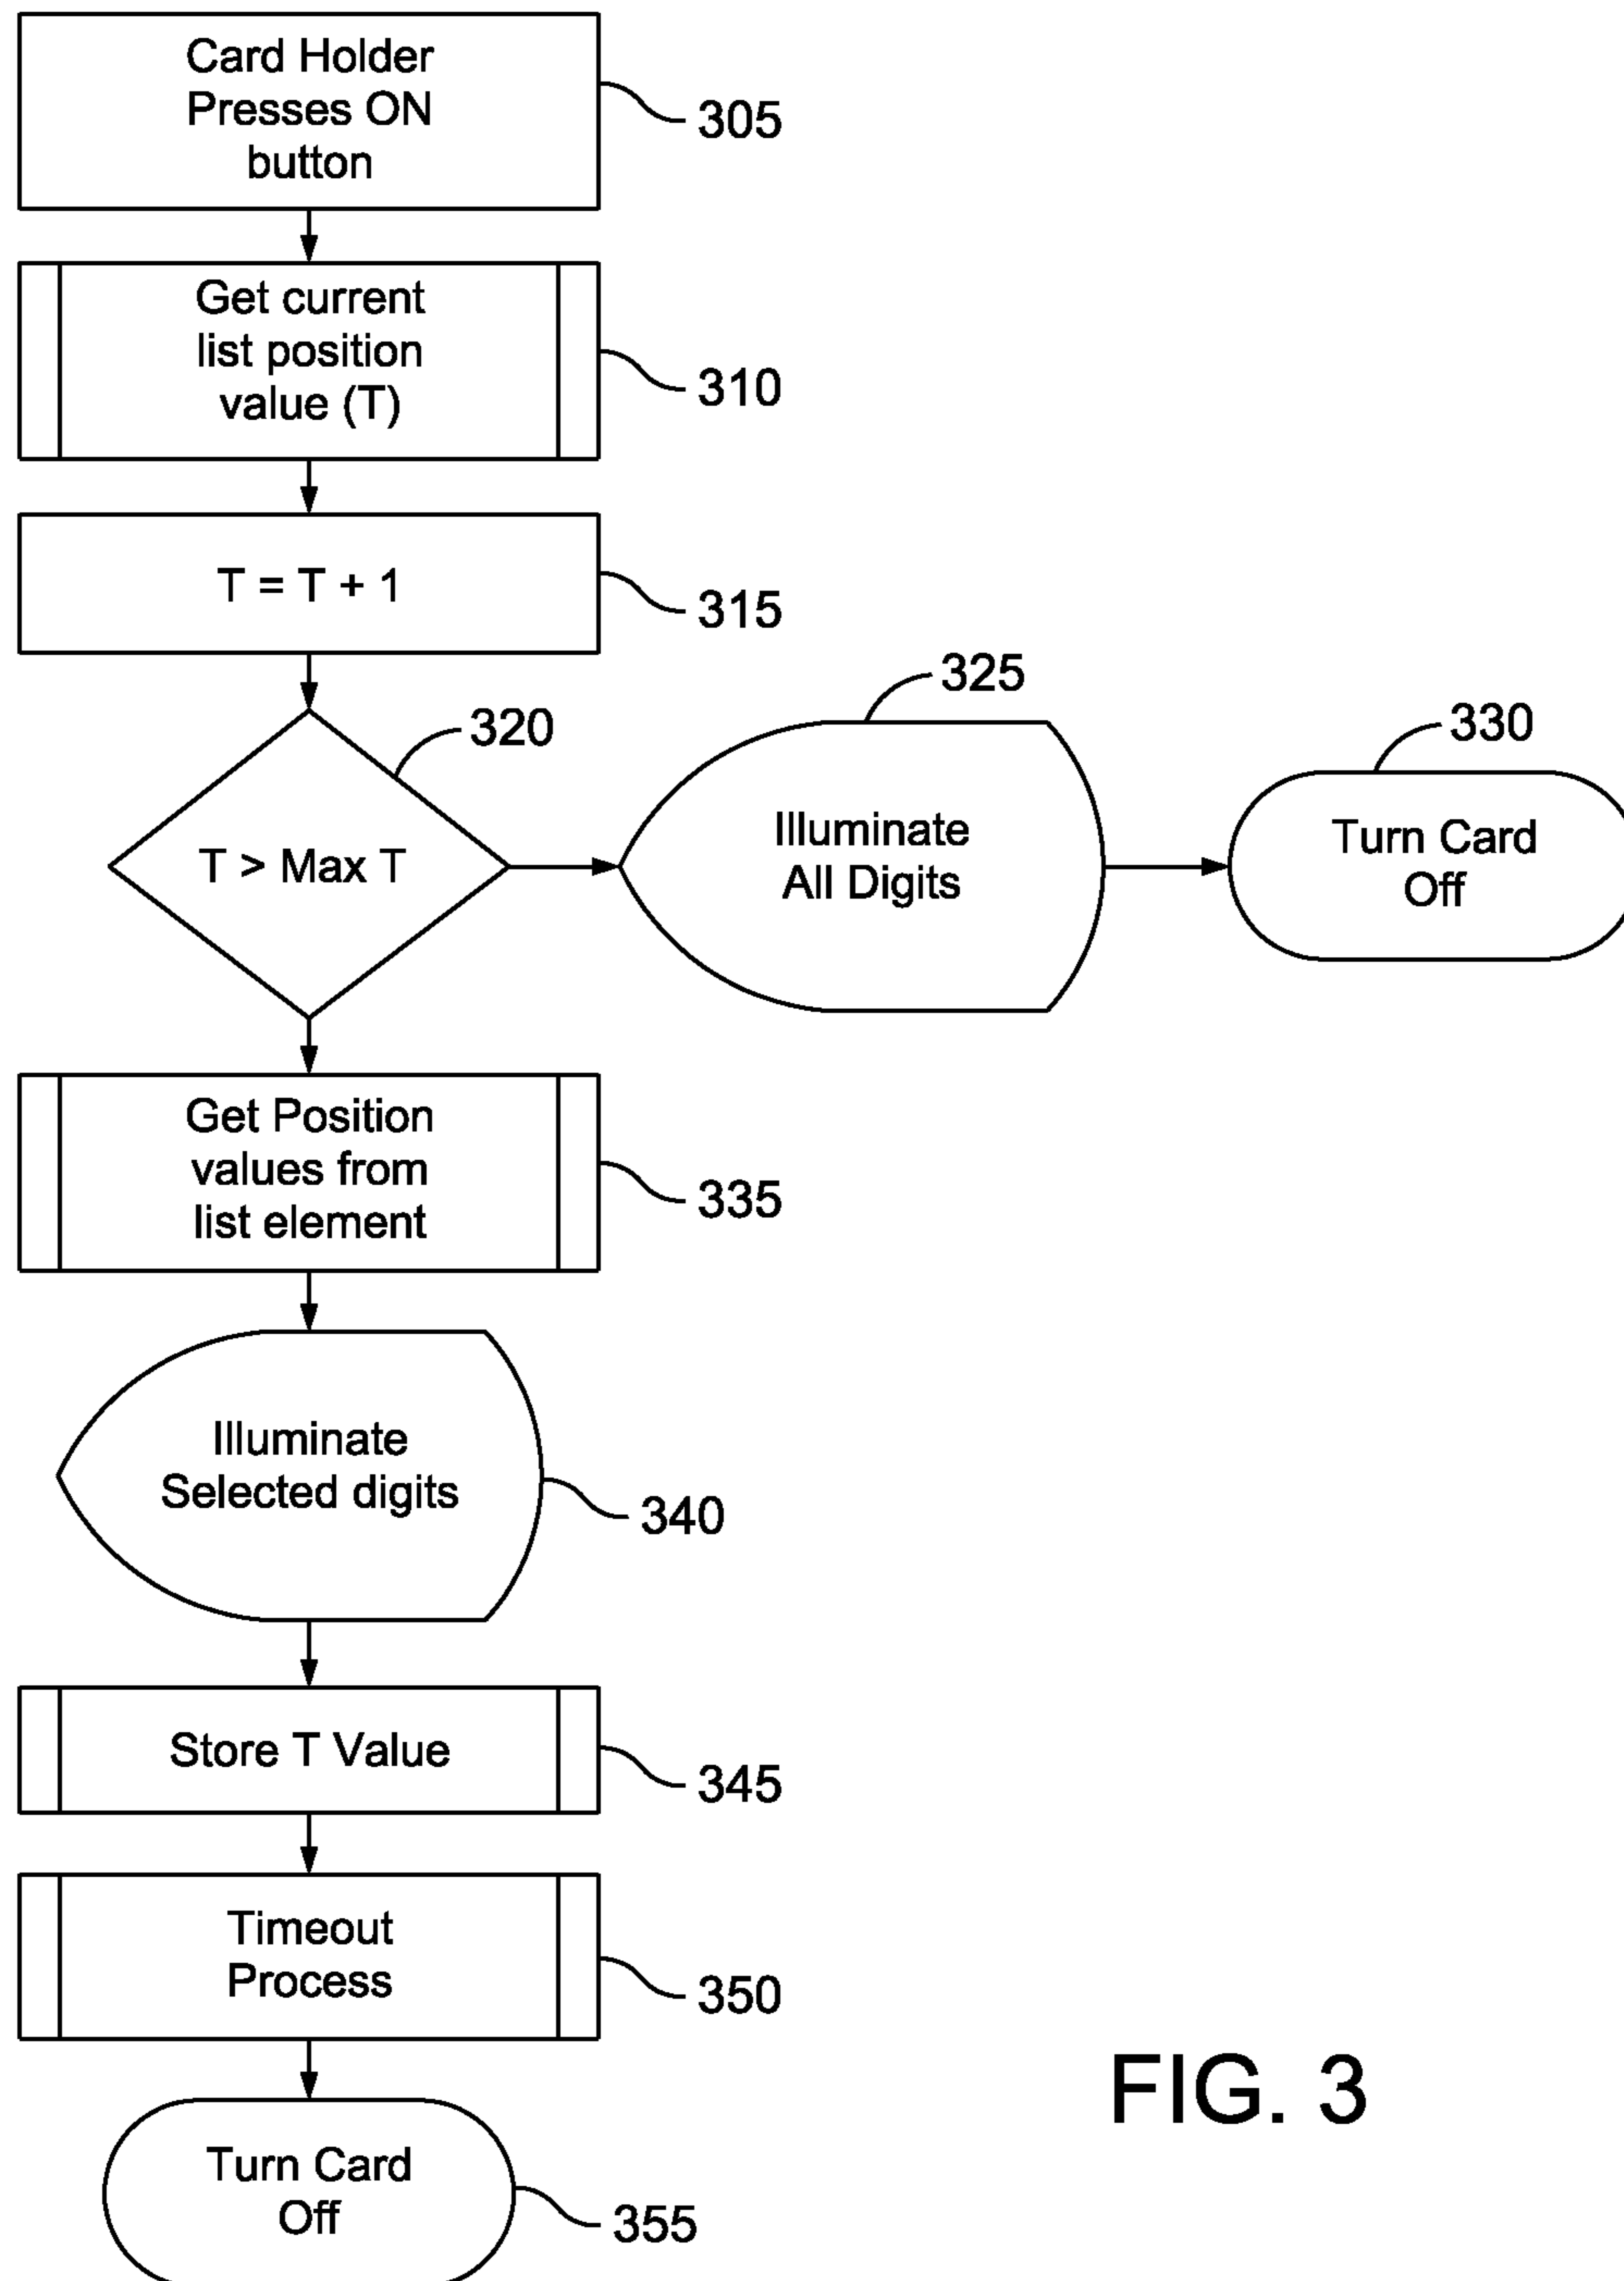 Card Holder
Presses ON
button
305
Get current
list position
value (T)
310
T = T + 1
315
320
T > Max T
325
Illuminate
All Digits
330
Turn Card
Off
Get Position
values from
list element
335
Illuminate
Selected digits
340
Store T Value
345
Timeout
Process
350
Turn Card
Off
355
FIG. 3